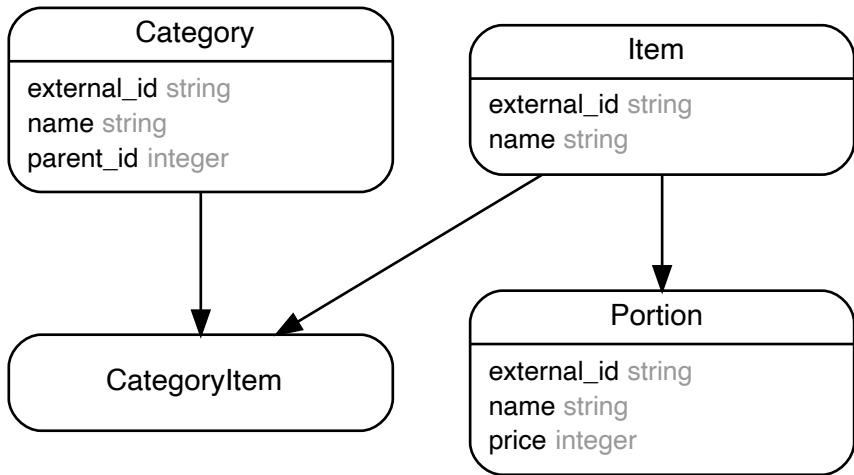 Category
external_id string
name string
parent_id integer
Item
external_id string
name string
CategoryItem
Portion
external_id string
name string
price integer